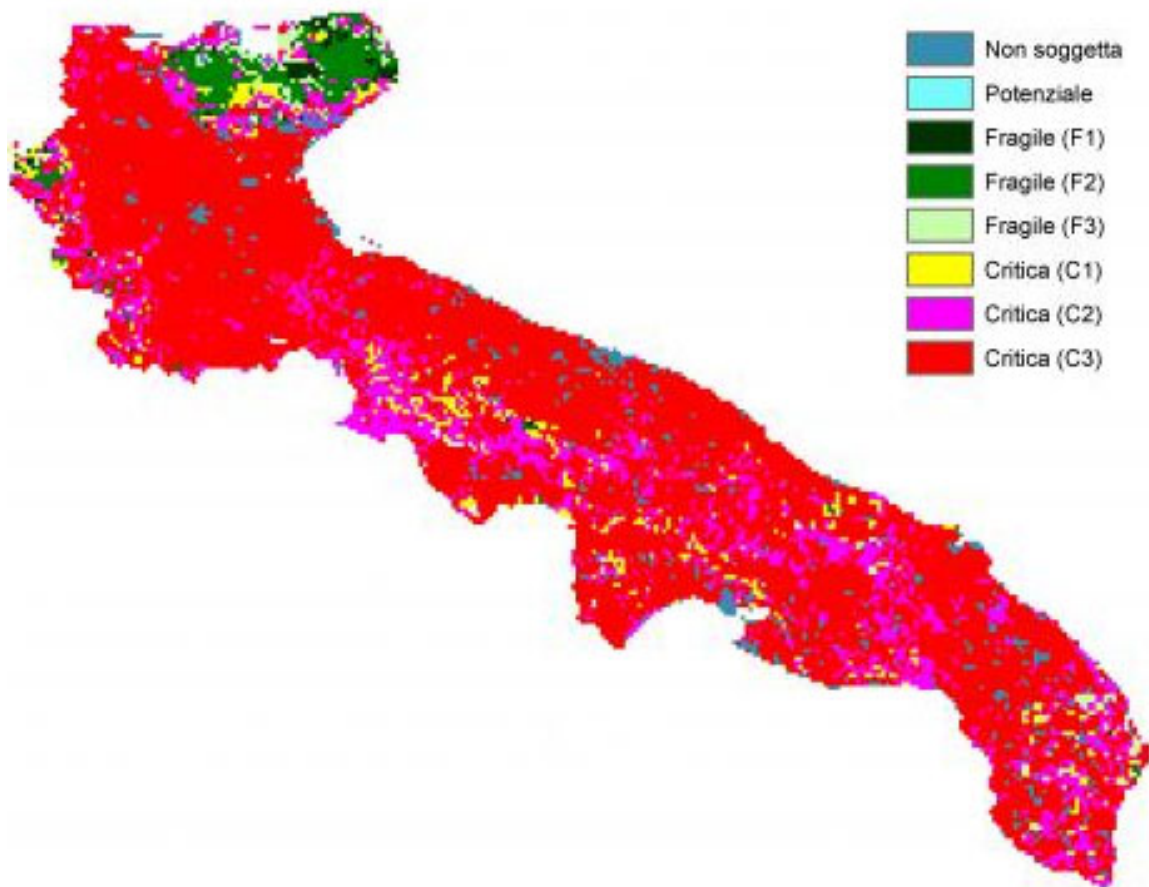 Non soggetta
Potenziale
Fragile (F1)
Fragile (F2)
Fragile (F3)
Critica (C1)
Critica (C2)
Critica (C3)